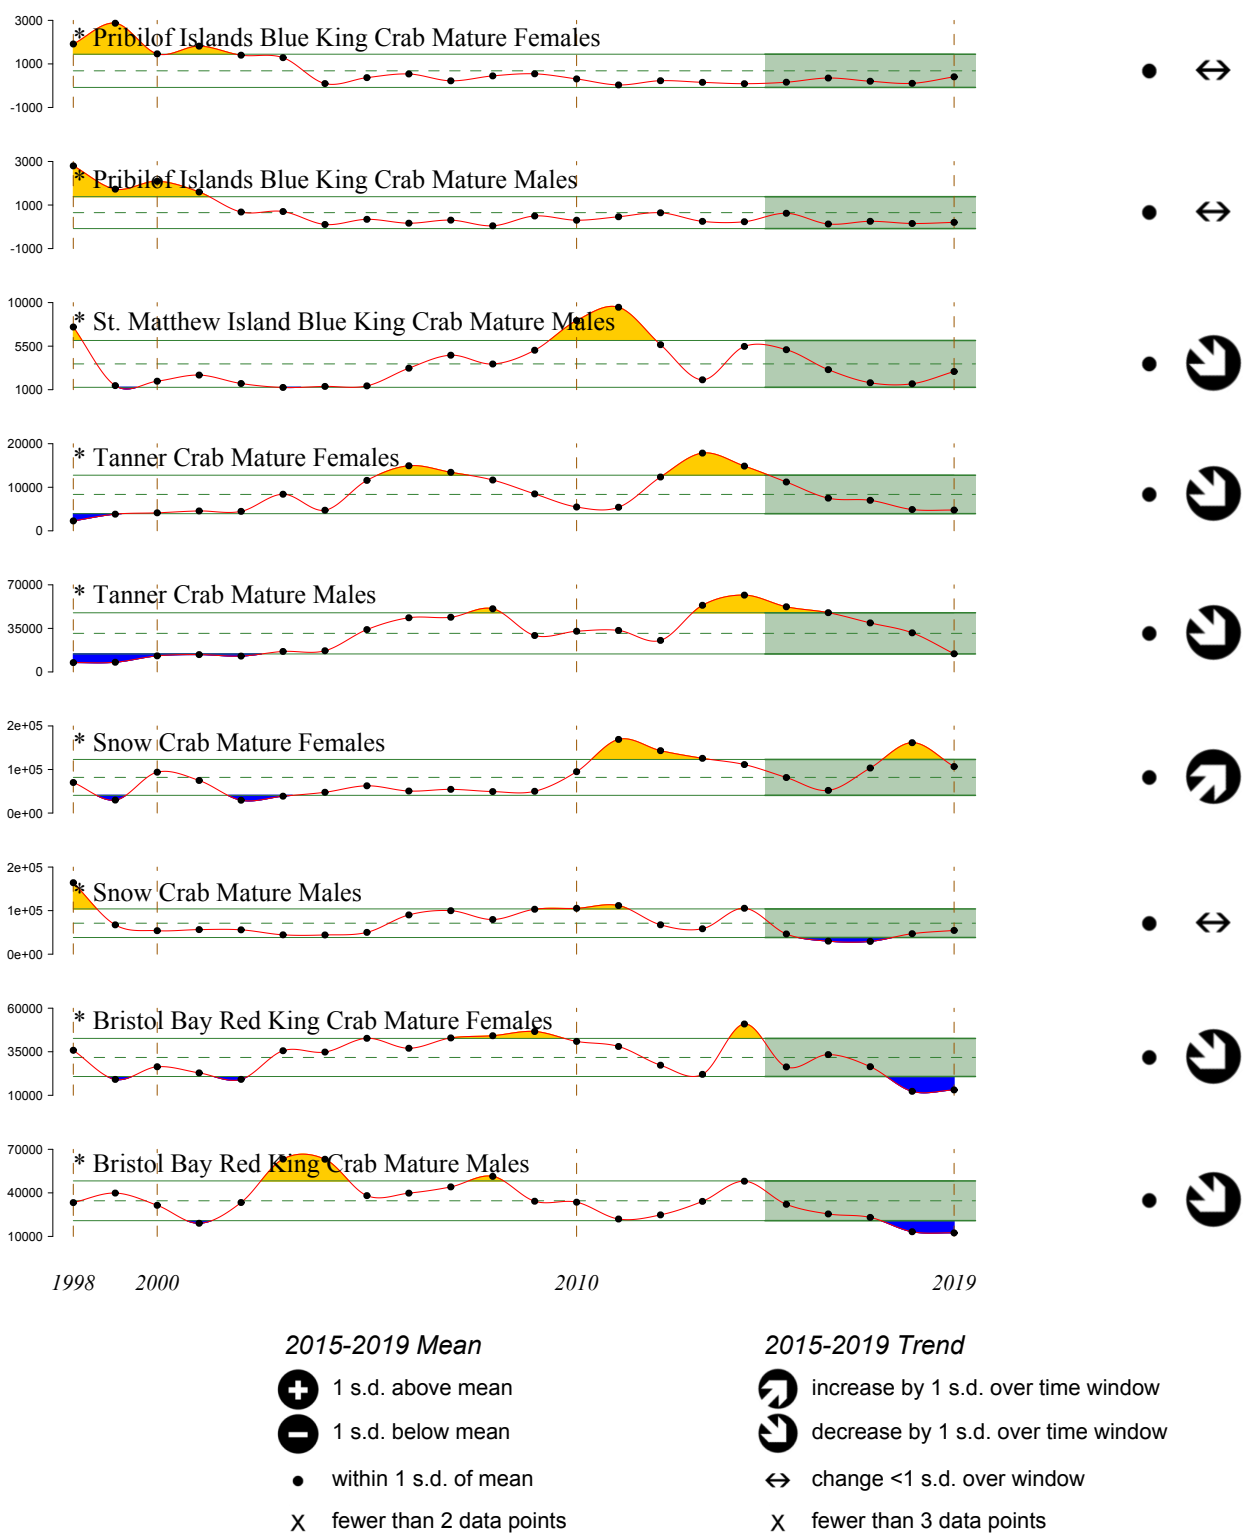 * Pribilof Islands Blue King Crab Mature Females
3000
1000
-1000
* Pribilof Islands Blue King Crab Mature Males
3000
1000
-1000
* St. Matthew Island Blue King Crab Mature Males
10000
5500
1000
* Tanner Crab Mature Females
20000
10000
0
* Tanner Crab Mature Males
70000
35000
0
* Snow Crab Mature Females
2e+05
1e+05
0e+00
* Snow Crab Mature Males
2e+05
1e+05
0e+00
* Bristol Bay Red King Crab Mature Females
60000
35000
10000
* Bristol Bay Red King Crab Mature Males
70000
40000
10000
1998 2000 2010 2019
2015-2019 Mean
1 s.d. above mean
1 s.d. below mean
within 1 s.d. of mean
x fewer than 2 data points
2015-2019 Trend
increase by 1 s.d. over time window
decrease by 1 s.d. over time window
change <1 s.d. over window
x fewer than 3 data points